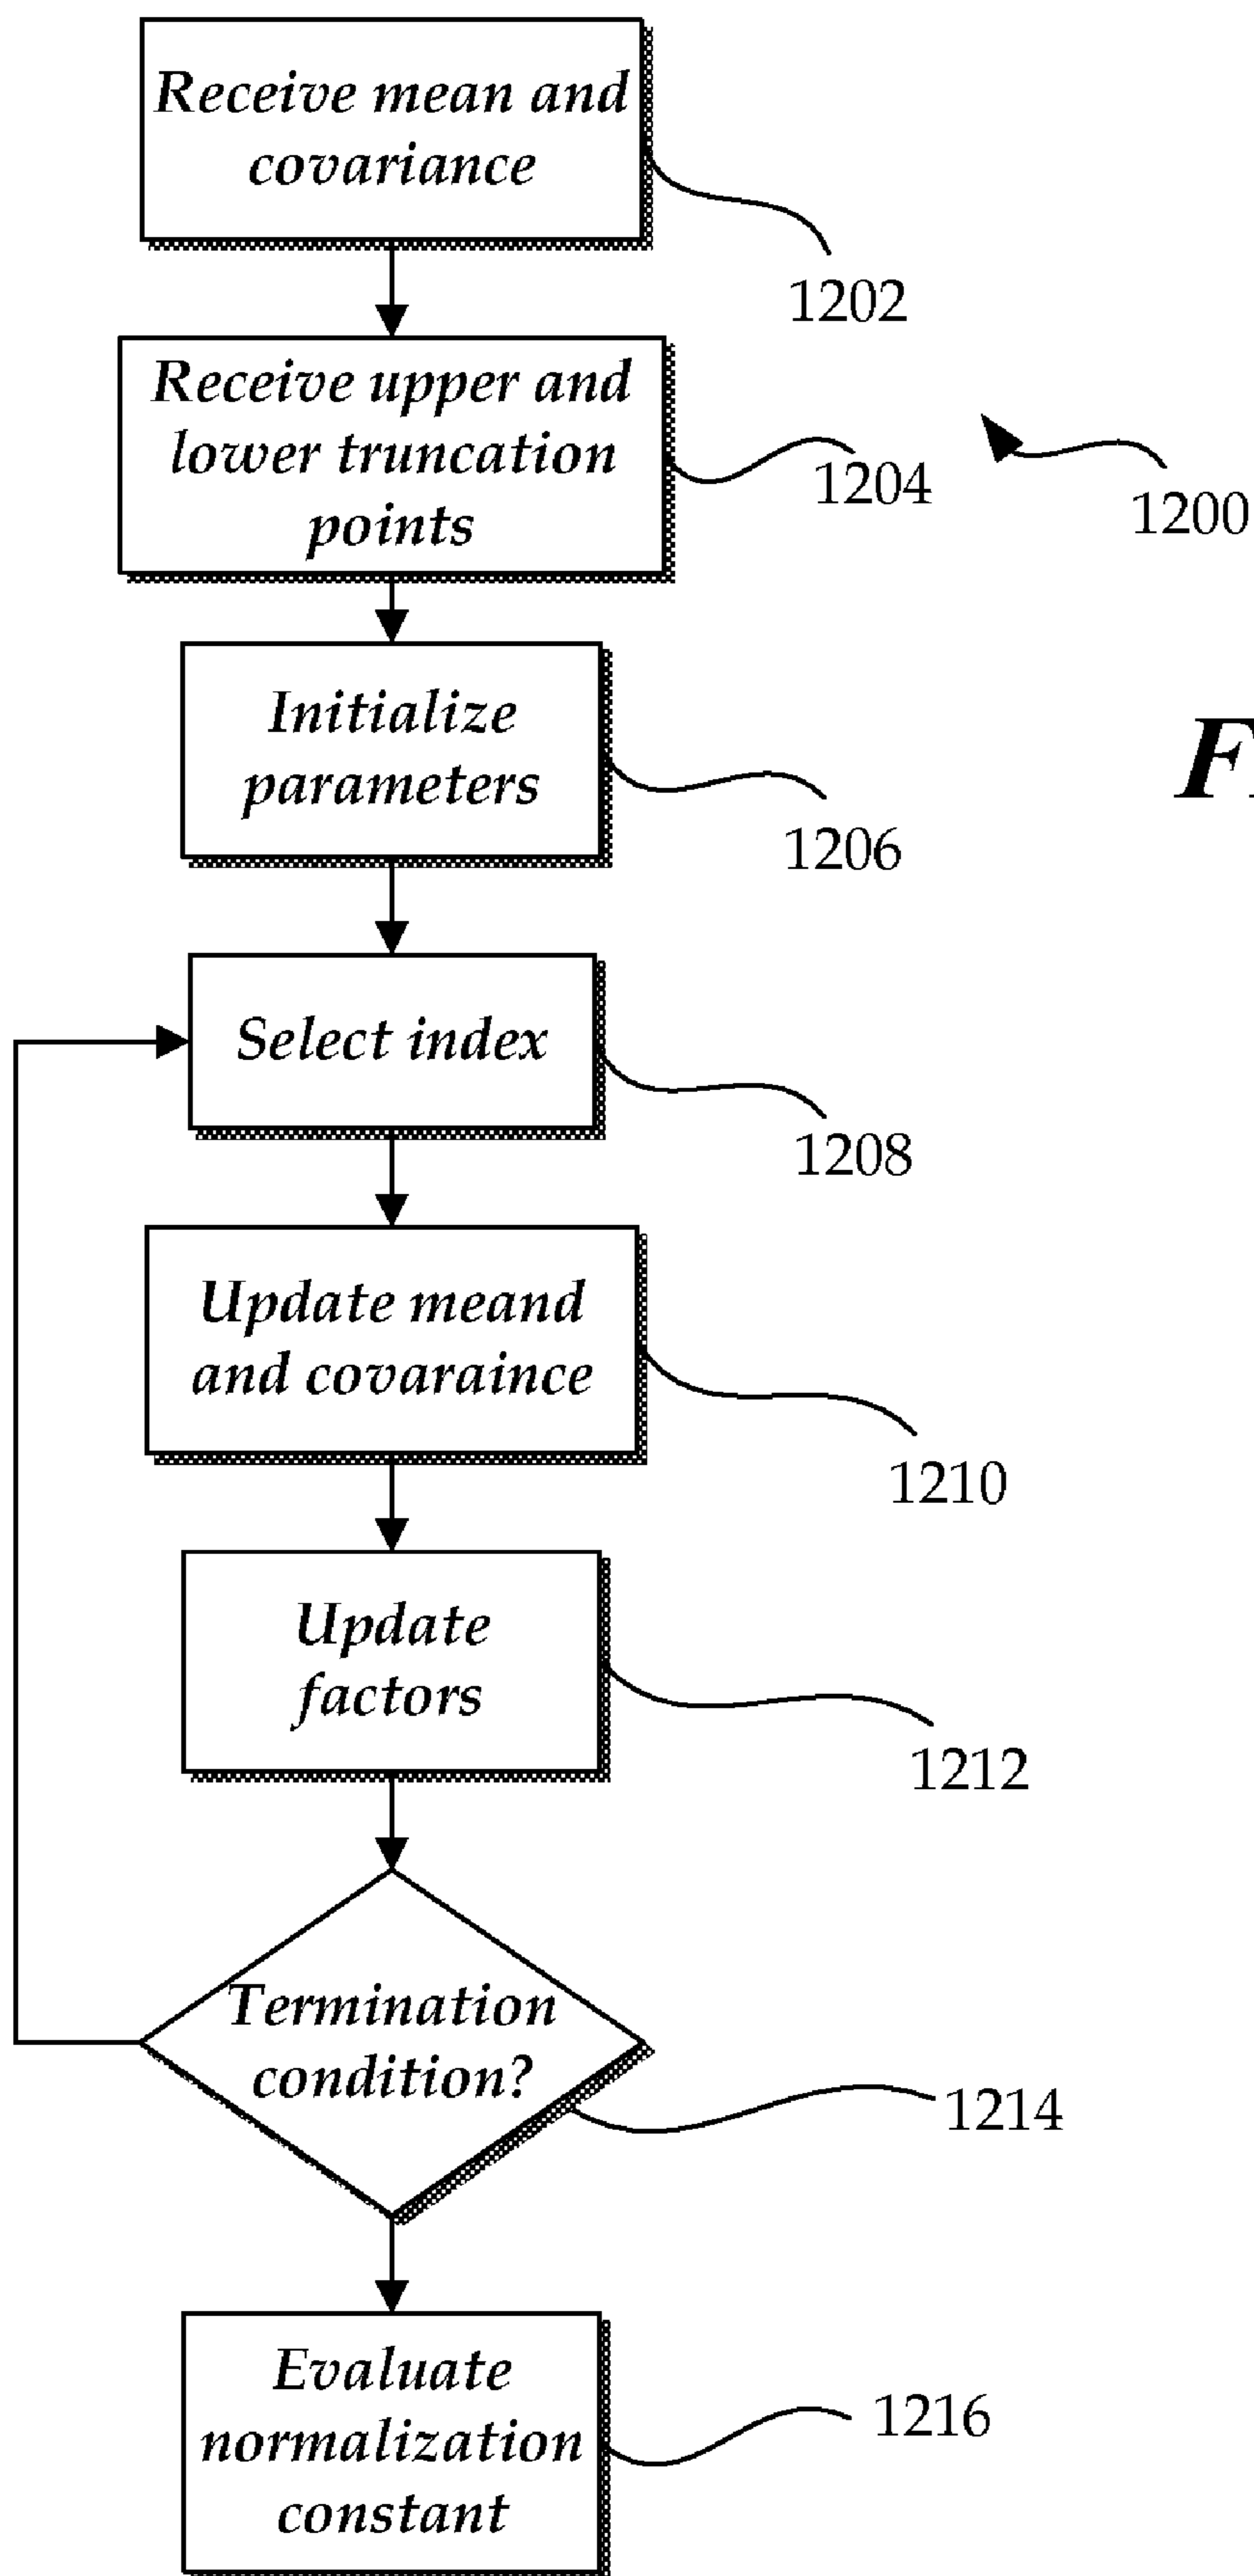 Receive mean and
covariance
1202
Receive upper and
lower truncation
points
1204
1200
Initialize
parameters
1206
Select index
1208
Update meand
and covaraince
1210
Update
factors
1212
Termination
condition?
1214
Evaluate
normalization
constant
1216